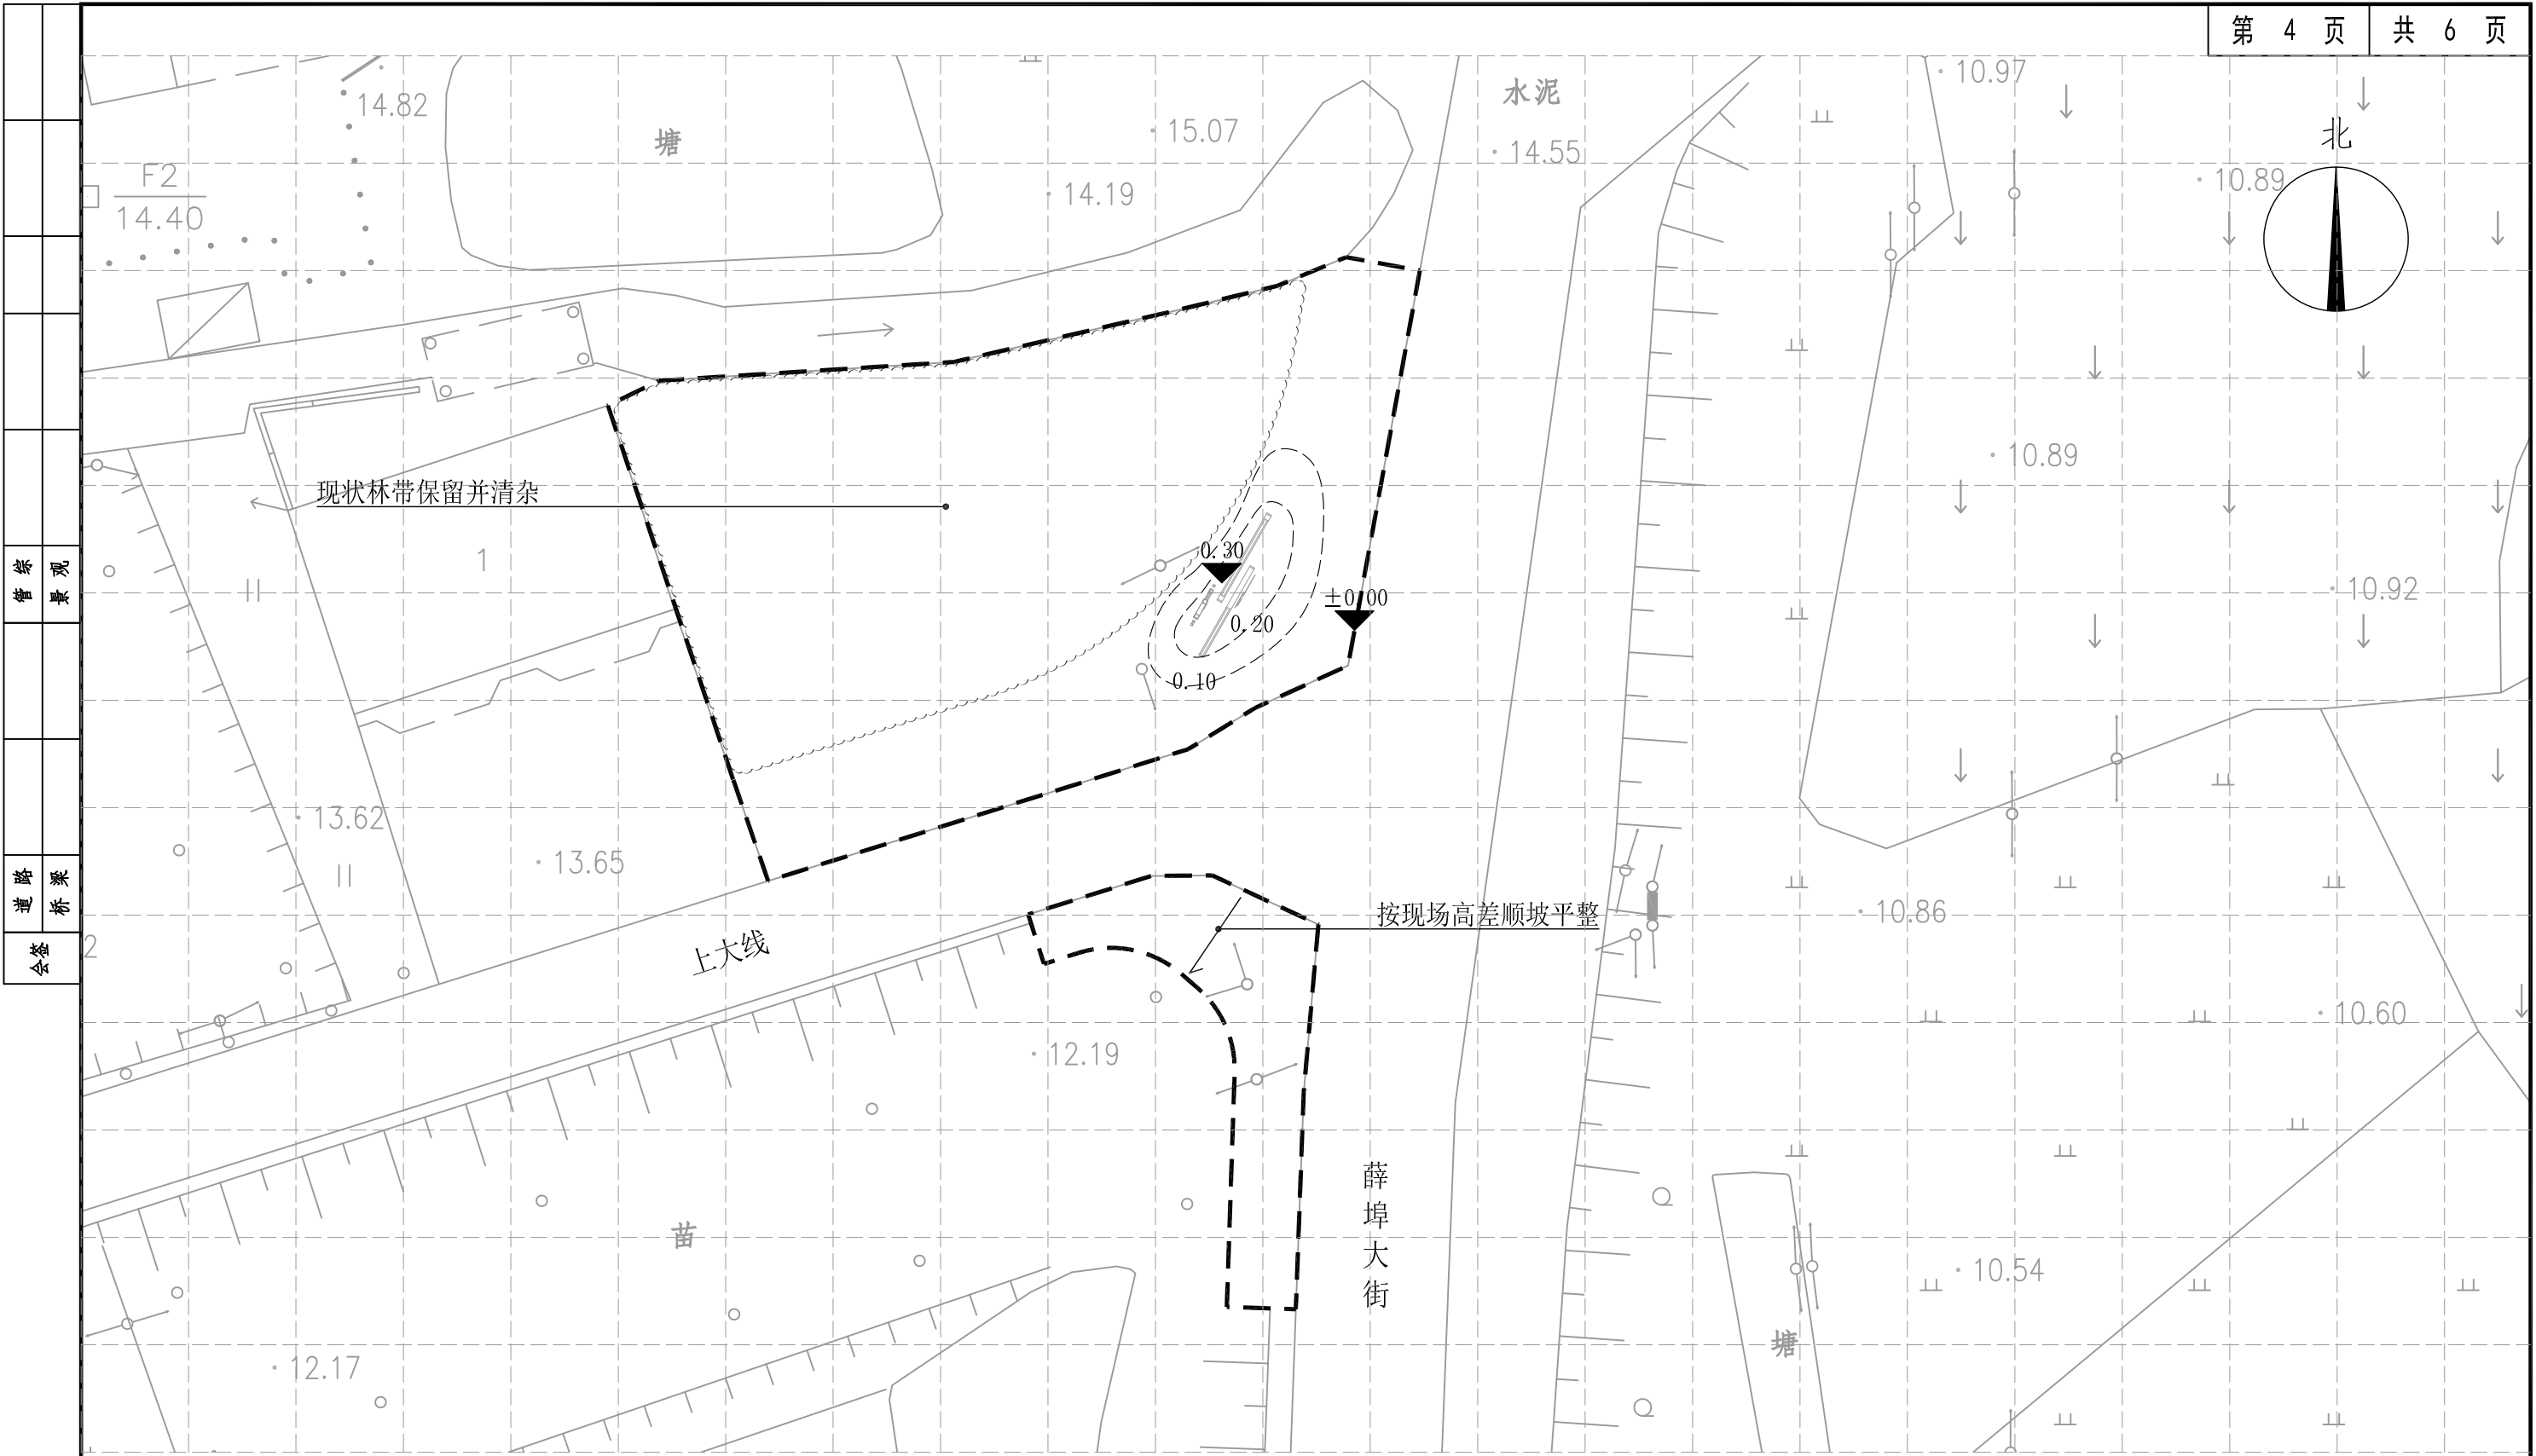 第 4 页 共 6 页
10.97
水泥
14.82
15.07
塘
14.55
北
F2
14.40
14.19
10.89
10.89
现状林带保留并清杂
0.30
1
±0.00
10.92
0.20
0.10
综管
景观
13.62
13.65
道路
桥梁
会签
2
10.86
按现场高差顺坡平整
上大线
10.60
12.19
薛埠大街
苗
10.54
塘
12.17